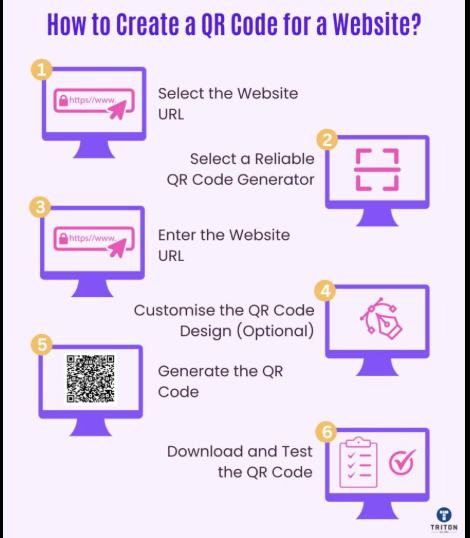 How to Create a QR Code for a Website?
1
https//www.
Select the Website
URL
2
Select a Reliable
QR Code Generator
3
https//www.
Enter the Website
URL
4
Customise the QR Code
Design (Optional)
5
Generate the QR
Code
6
Download and Test
the QR Code
TRITON